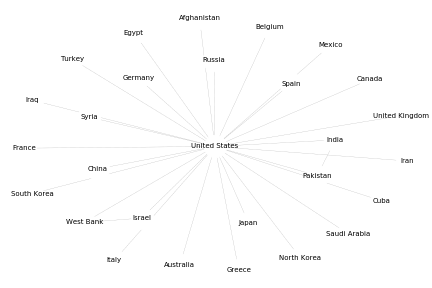 Afghanistan
Belgium
Egypt
Mexico
Turkey
Russia
Germany
Canada
Spain
Iraq
Syria
United Kingdom
India
France
United States
Iran
China
Pakistan
South Korea
Cuba
West Bank
Israel
Japan
Saudi Arabia
Italy
North Korea
Australia
Greece